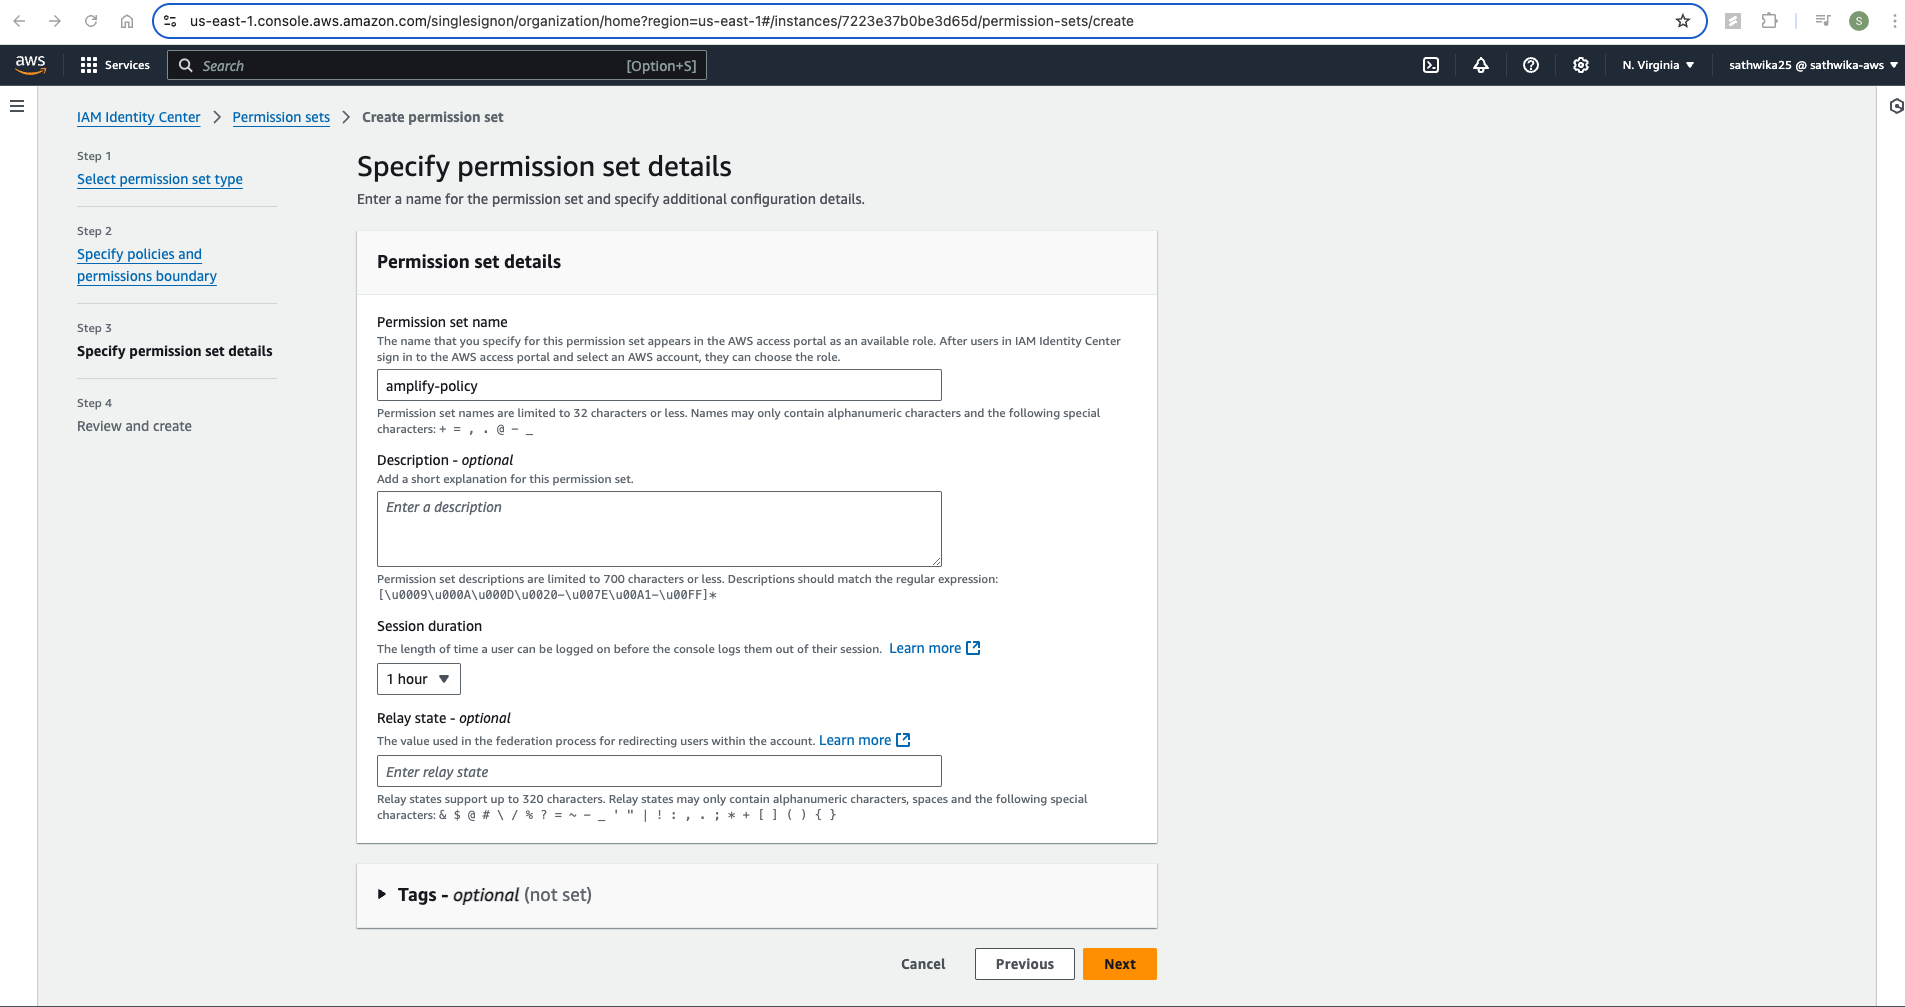 us-east-1.console.aws.amazon.com/singlesignon/organization/home?region=us-east-1#/instances/7223e37b0be3d65d/permission-sets/create
S
aws
Services
Search
[Option+S]
N. Virginia
sathwika25 @ sathwika-aws
IAM Identity Center
Permission sets
Create permission set
Step 1
Select permission set type
Step 2
Specify policies and
permissions boundary
Step 3
Specify permission set details
Step 4
Review and create
Specify permission set details
Enter a name for the permission set and specify additional configuration details.
Permission set details
Permission set name
The name that you specify for this permission set appears in the AWS access portal as an available role. After users in IAM Identity Center
sign in to the AWS access portal and select an AWS account, they can choose the role.
amplify-policy
Permission set names are limited to 32 characters or less. Names may only contain alphanumeric characters and the following special
characters: + = , . @ - _
Description - optional
Add a short explanation for this permission set.
Enter a description
Permission set descriptions are limited to 700 characters or less. Descriptions should match the regular expression:
[\u0009\u000A\u000D\u0020-\u007E\u00A1-\u00FF]*
Session duration
The length of time a user can be logged on before the console logs them out of their session. Learn more
1 hour
Relay state - optional
The value used in the federation process for redirecting users within the account. Learn more
Enter relay state
Relay states support up to 320 characters. Relay states may only contain alphanumeric characters, spaces and the following special
characters: & $ @ # \ / % ? = ~ - _ ' " | ! : , . ; * + [ ] ( ) { }
Tags - optional (not set)
Cancel
Previous
Next